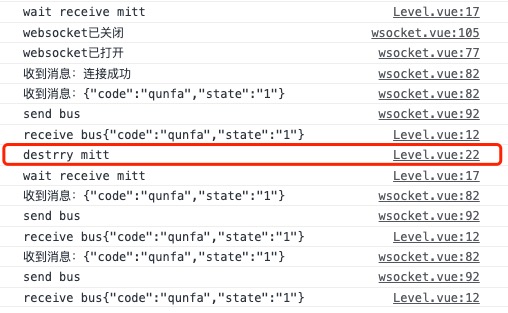 wait receive mitt Level.vue:17
websocket已关闭 wsocket.vue:105
websocket已打开 wsocket.vue:77
收到消息：连接成功 wsocket.vue:82
收到消息：{"code":"qunfa","state":"1"} wsocket.vue:82
send bus wsocket.vue:92
receive bus{"code":"qunfa","state":"1"} Level.vue:12
destrry mitt Level.vue:22
wait receive mitt Level.vue:17
收到消息：{"code":"qunfa","state":"1"} wsocket.vue:82
send bus wsocket.vue:92
receive bus{"code":"qunfa","state":"1"} Level.vue:12
收到消息：{"code":"qunfa","state":"1"} wsocket.vue:82
send bus wsocket.vue:92
receive bus{"code":"qunfa","state":"1"} Level.vue:12